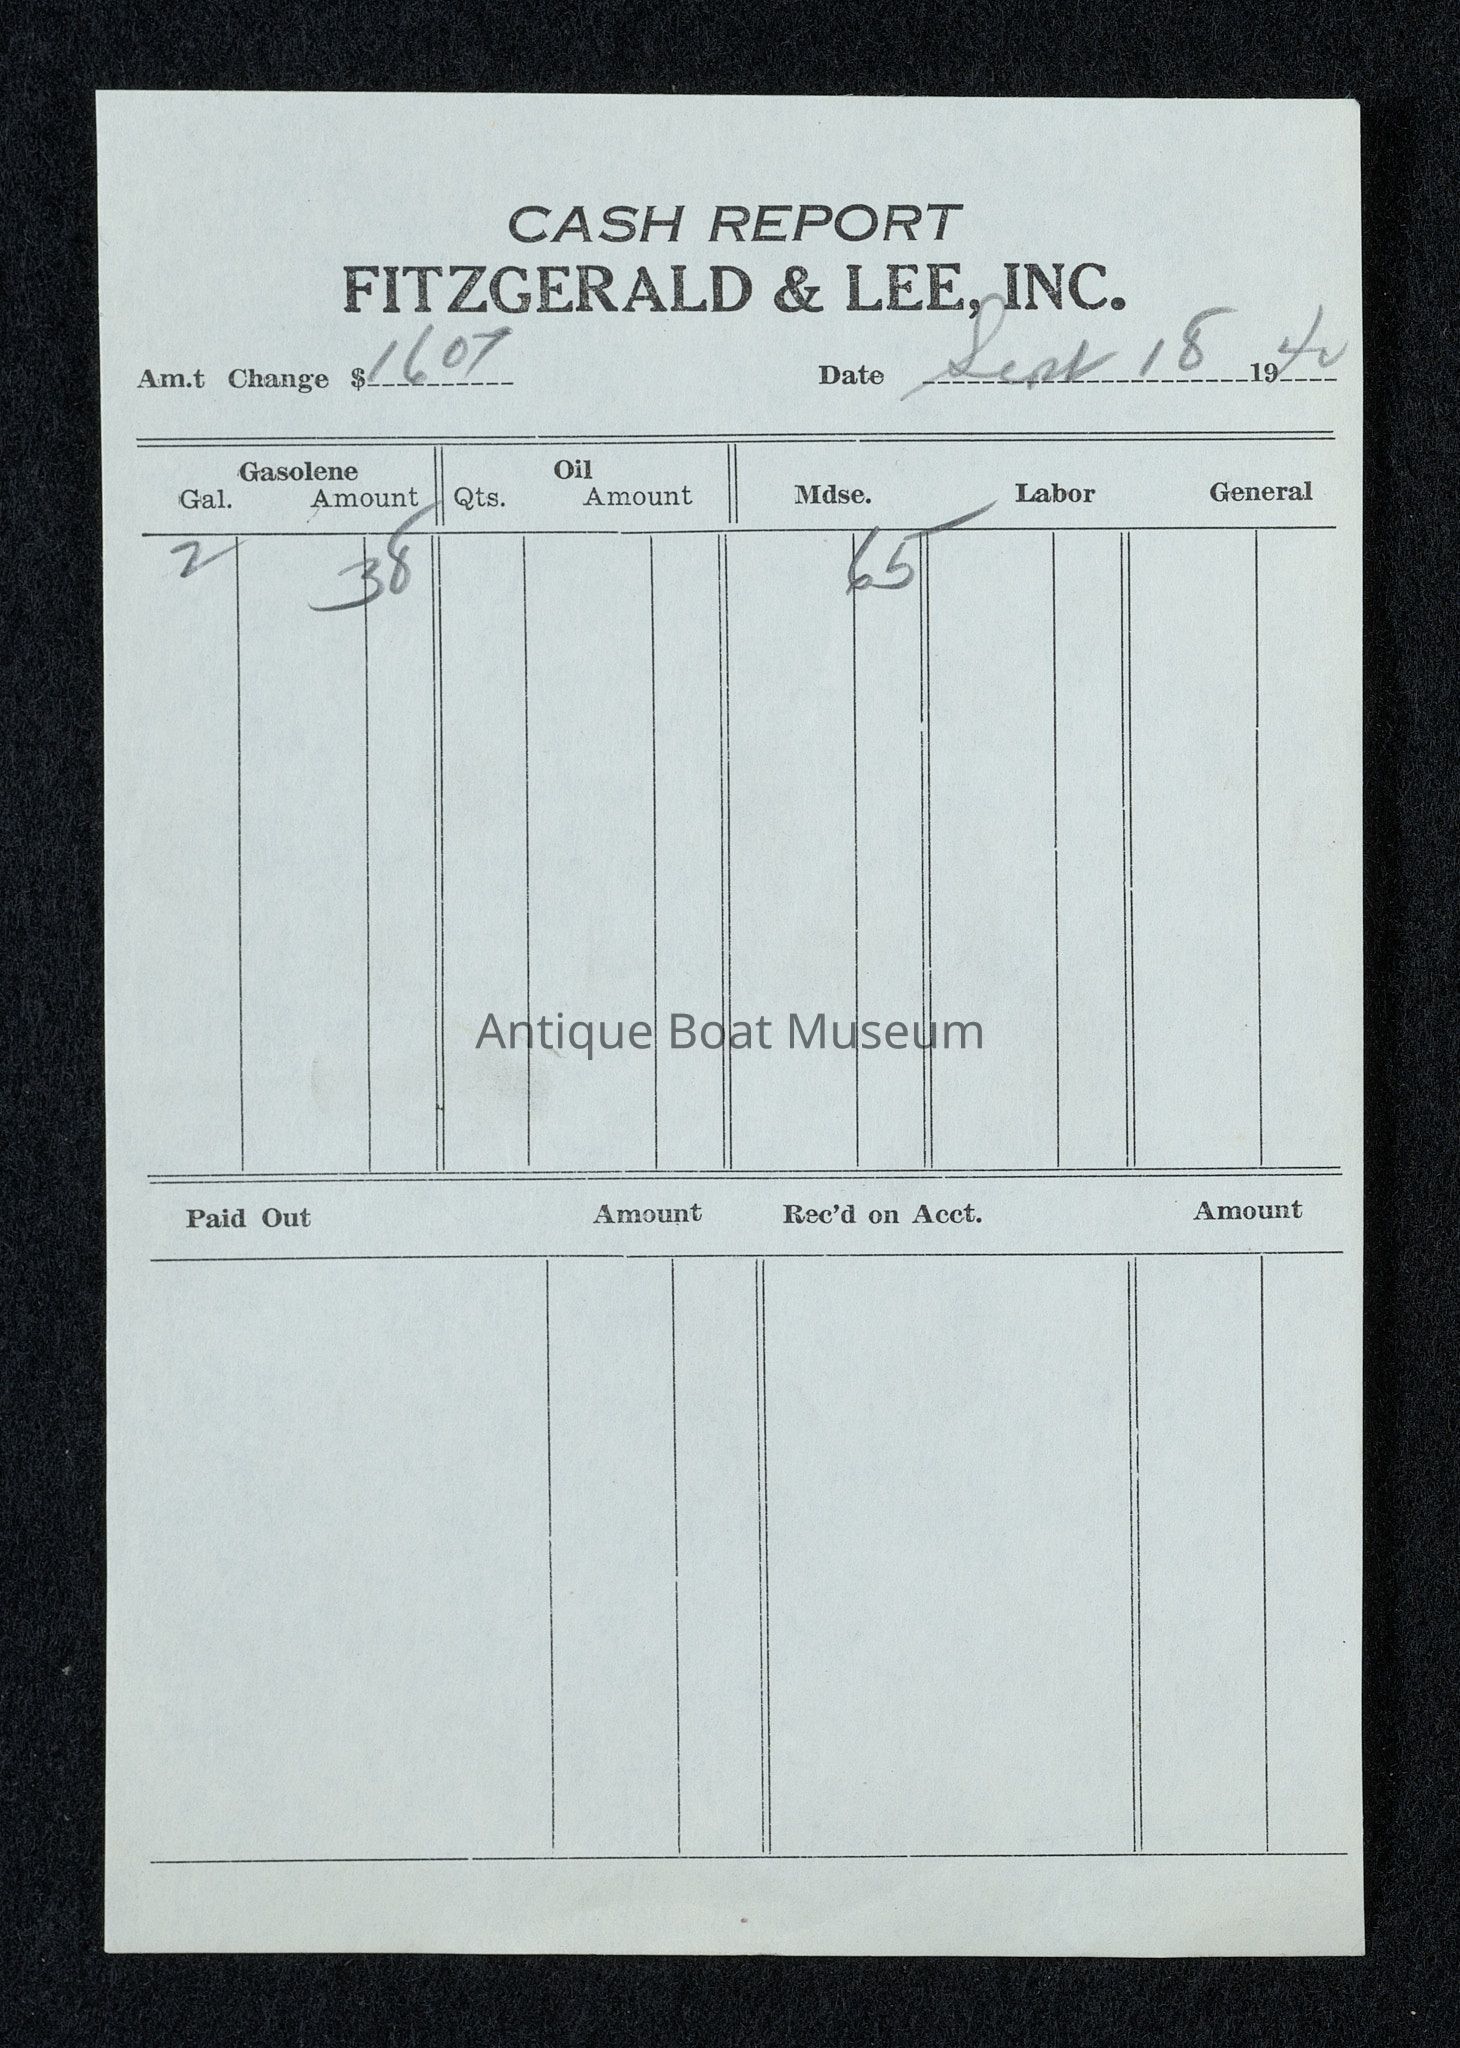 CASH REPORT
FITZGERALD & LEE, INC.
Am.t Change $ 1607 Date Sept 18 1940
Gasolene Oil
Gal. Amount Qts. Amount Mdse. Labor General
2 38 65
Antique Boat Museum
Paid Out Amount Rec'd on Acct. Amount